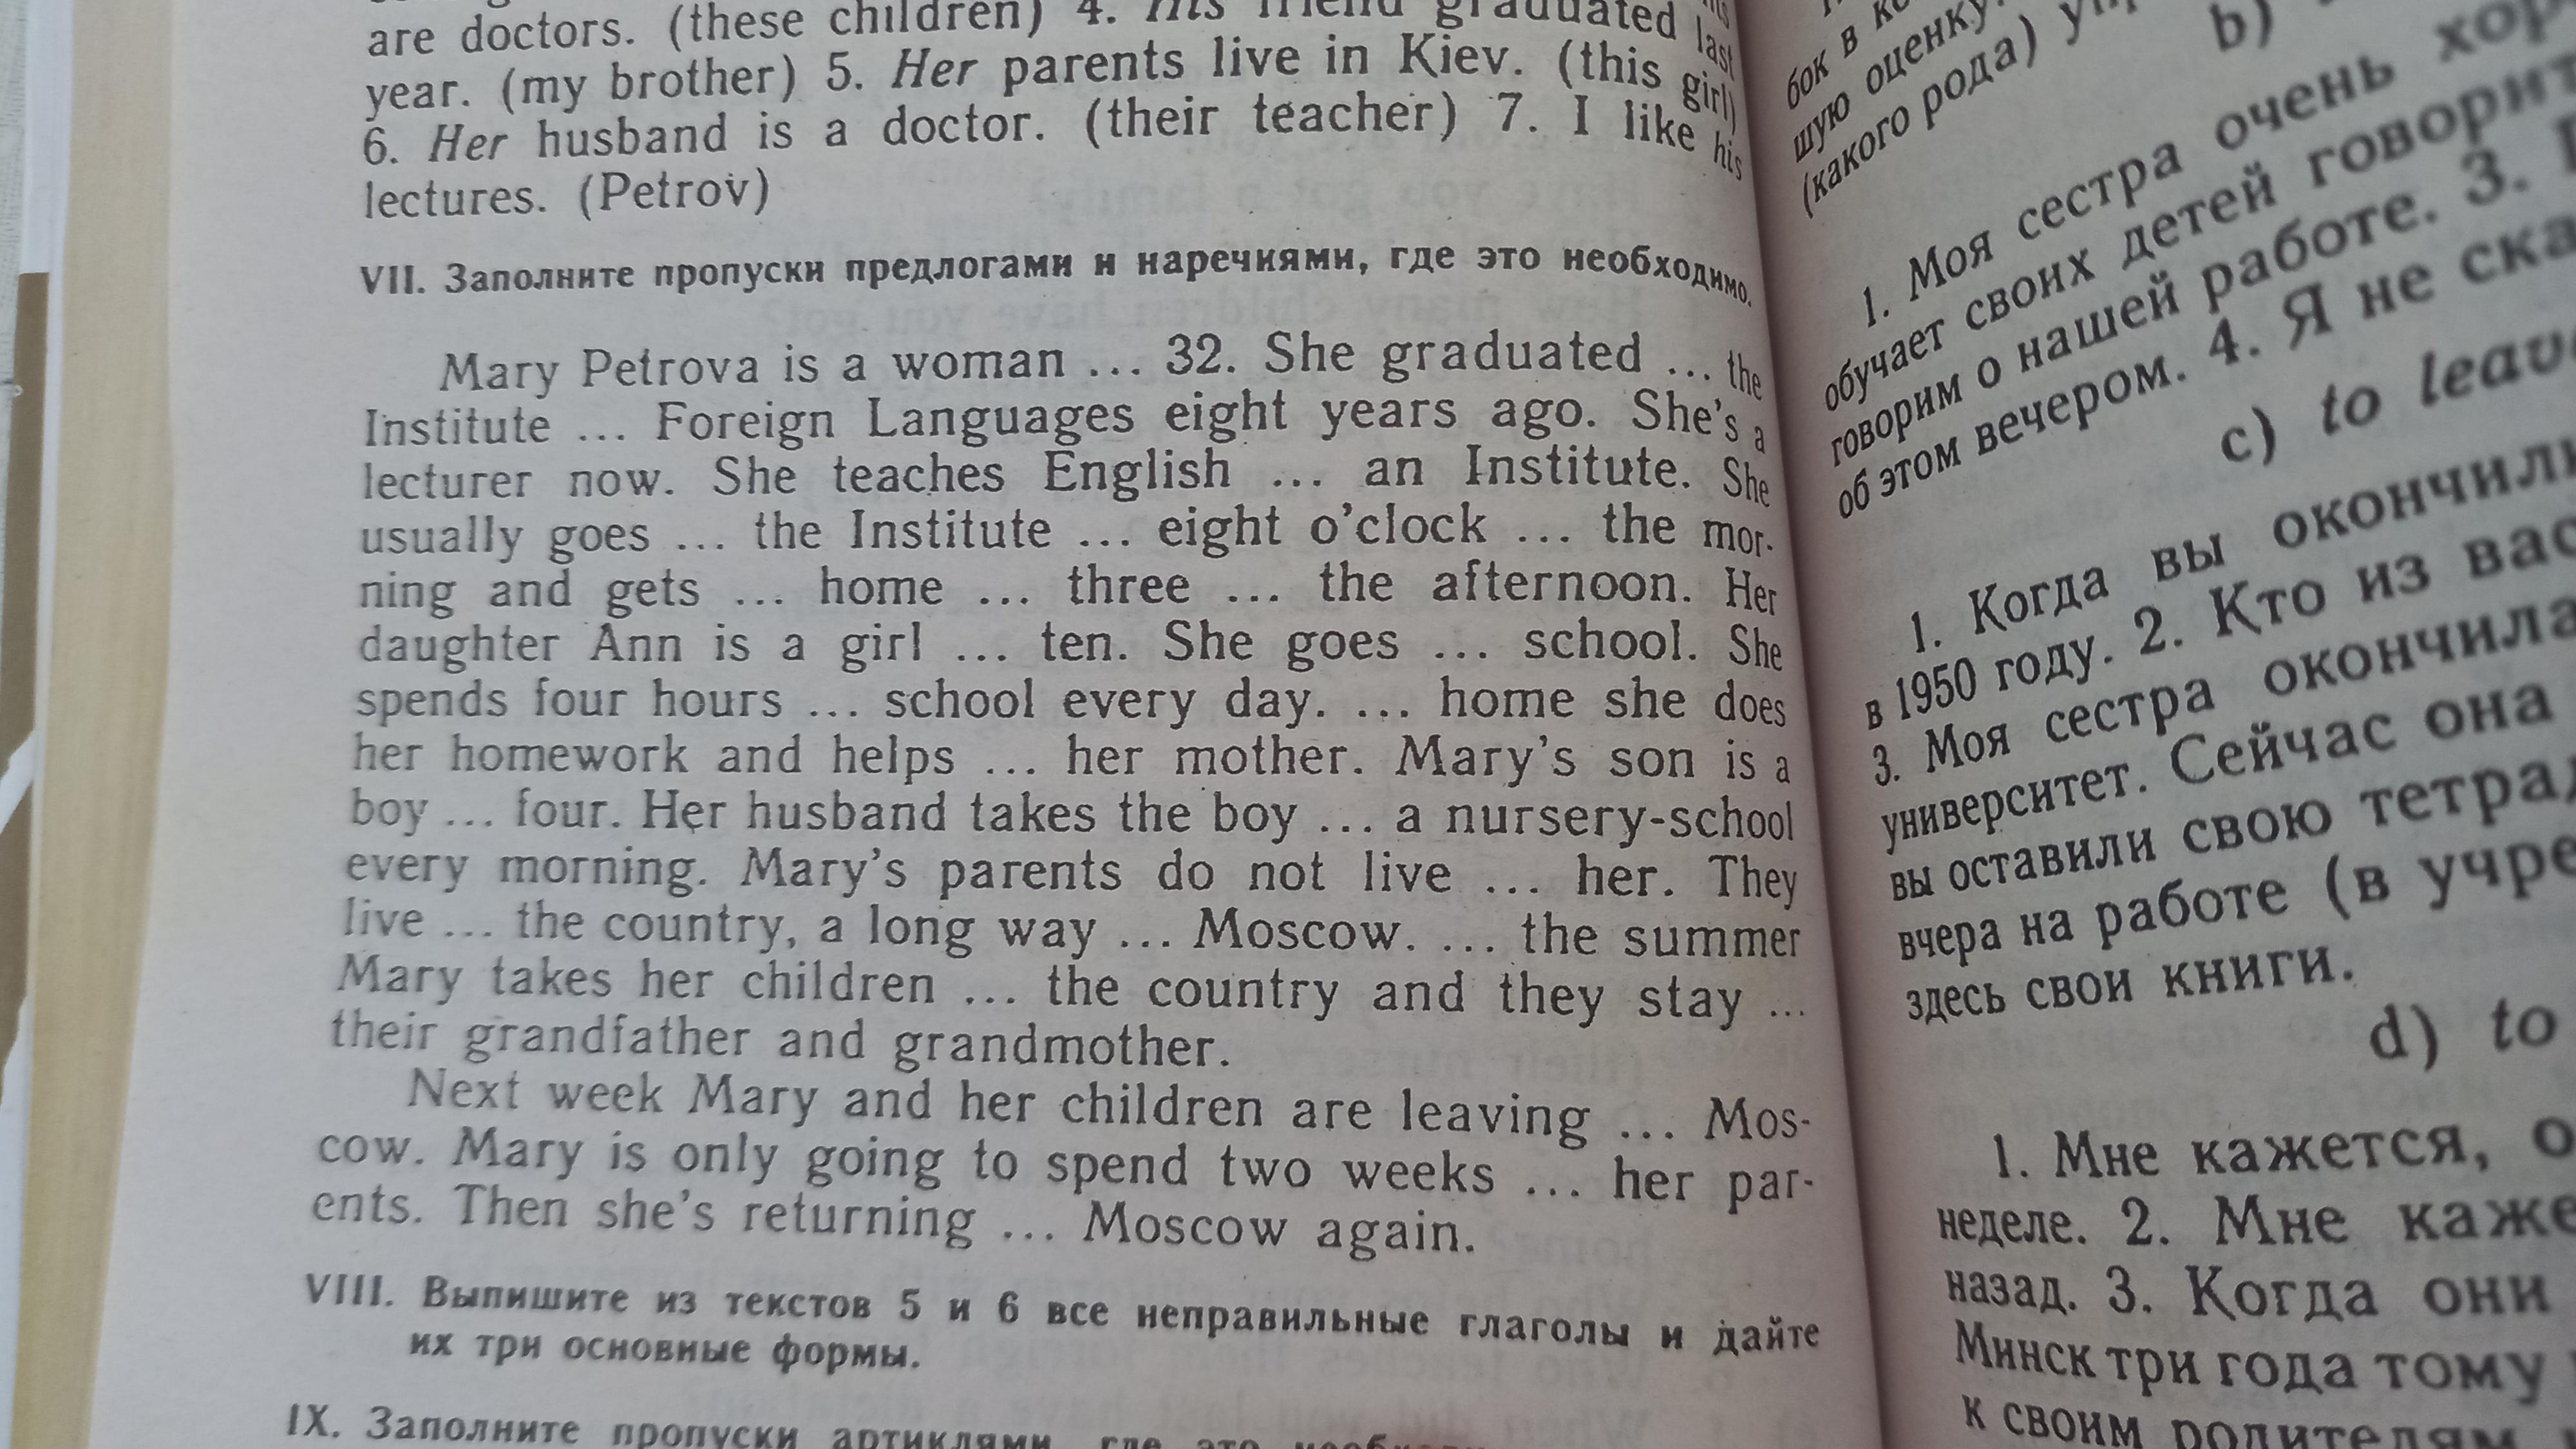 are doctors. (these children) 4. His friend graduated last
year. (my brother) 5. Her parents live in Kiev. (this girl)
6. Her husband is a doctor. (their teacher) 7. I like his
lectures. (Petrov)
VII. Заполните пропуски предлогами и наречиями, где это необходимо.
Mary Petrova is a woman ... 32. She graduated ... the
Institute ... Foreign Languages eight years ago. She's a
lecturer now. She teaches English ... an Institute. She
usually goes ... the Institute ... eight o'clock ... the mor-
ning and gets ... home ... three ... the afternoon. Her
daughter Ann is a girl ... ten. She goes ... school. She
spends four hours ... school every day. ... home she does
her homework and helps ... her mother. Mary's son is a
boy ... four. Her husband takes the boy ... a nursery-school
every morning. Mary's parents do not live ... her. They
live ... the country, a long way ... Moscow. ... the summer
Mary takes her children ... the country and they stay ...
their grandfather and grandmother.
Next week Mary and her children are leaving ... Mos-
cow. Mary is only going to spend two weeks ... her par-
ents. Then she's returning ... Moscow again.
VIII. Выпишите из текстов 5 и 6 все неправильные глаголы и дайте
их три основные формы.
IX. Заполните пропуски артиклями, где это
бок в
шую оценку.
(какого рода)
b)
1. Моя сестра очень
обучает своих детей
говорим о нашей работе. 3.
об этом вечером. 4. Я не
c) to
1. Когда вы
в 1950 году. 2. Кто из вас
3. Моя сестра окончила
университет. Сейчас она
вы оставили свою
вчера на работе (в
здесь свои книги.
d) to
1. Мне кажется,
неделе. 2. Мне
назад. 3. Когда они
Минск три года тому
к своим